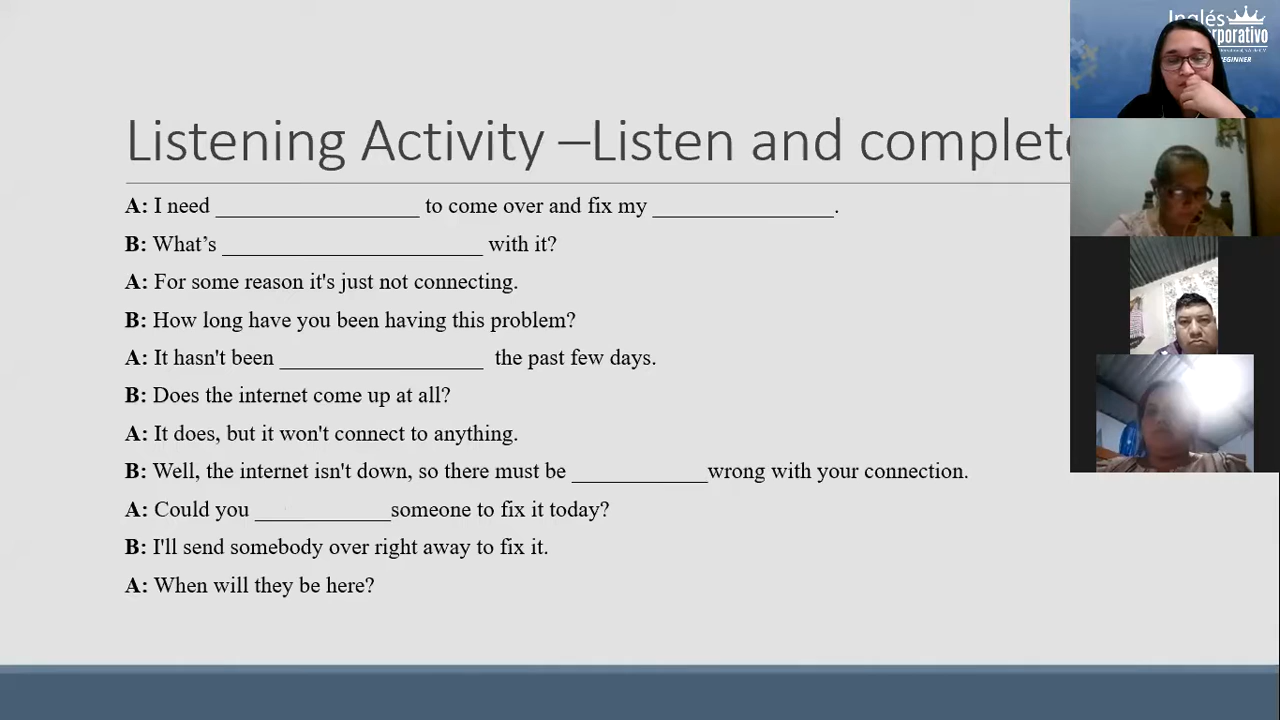 Listening Activity –Listen and complete
A: I need __________________ to come over and fix my ________________.
B: What’s _______________________ with it?
A: For some reason it's just not connecting.
B: How long have you been having this problem?
A: It hasn't been __________________ the past few days.
B: Does the internet come up at all?
A: It does, but it won't connect to anything.
B: Well, the internet isn't down, so there must be ____________wrong with your connection.
A: Could you ____________someone to fix it today?
B: I'll send somebody over right away to fix it.
A: When will they be here?
Inglés
BEGINNER